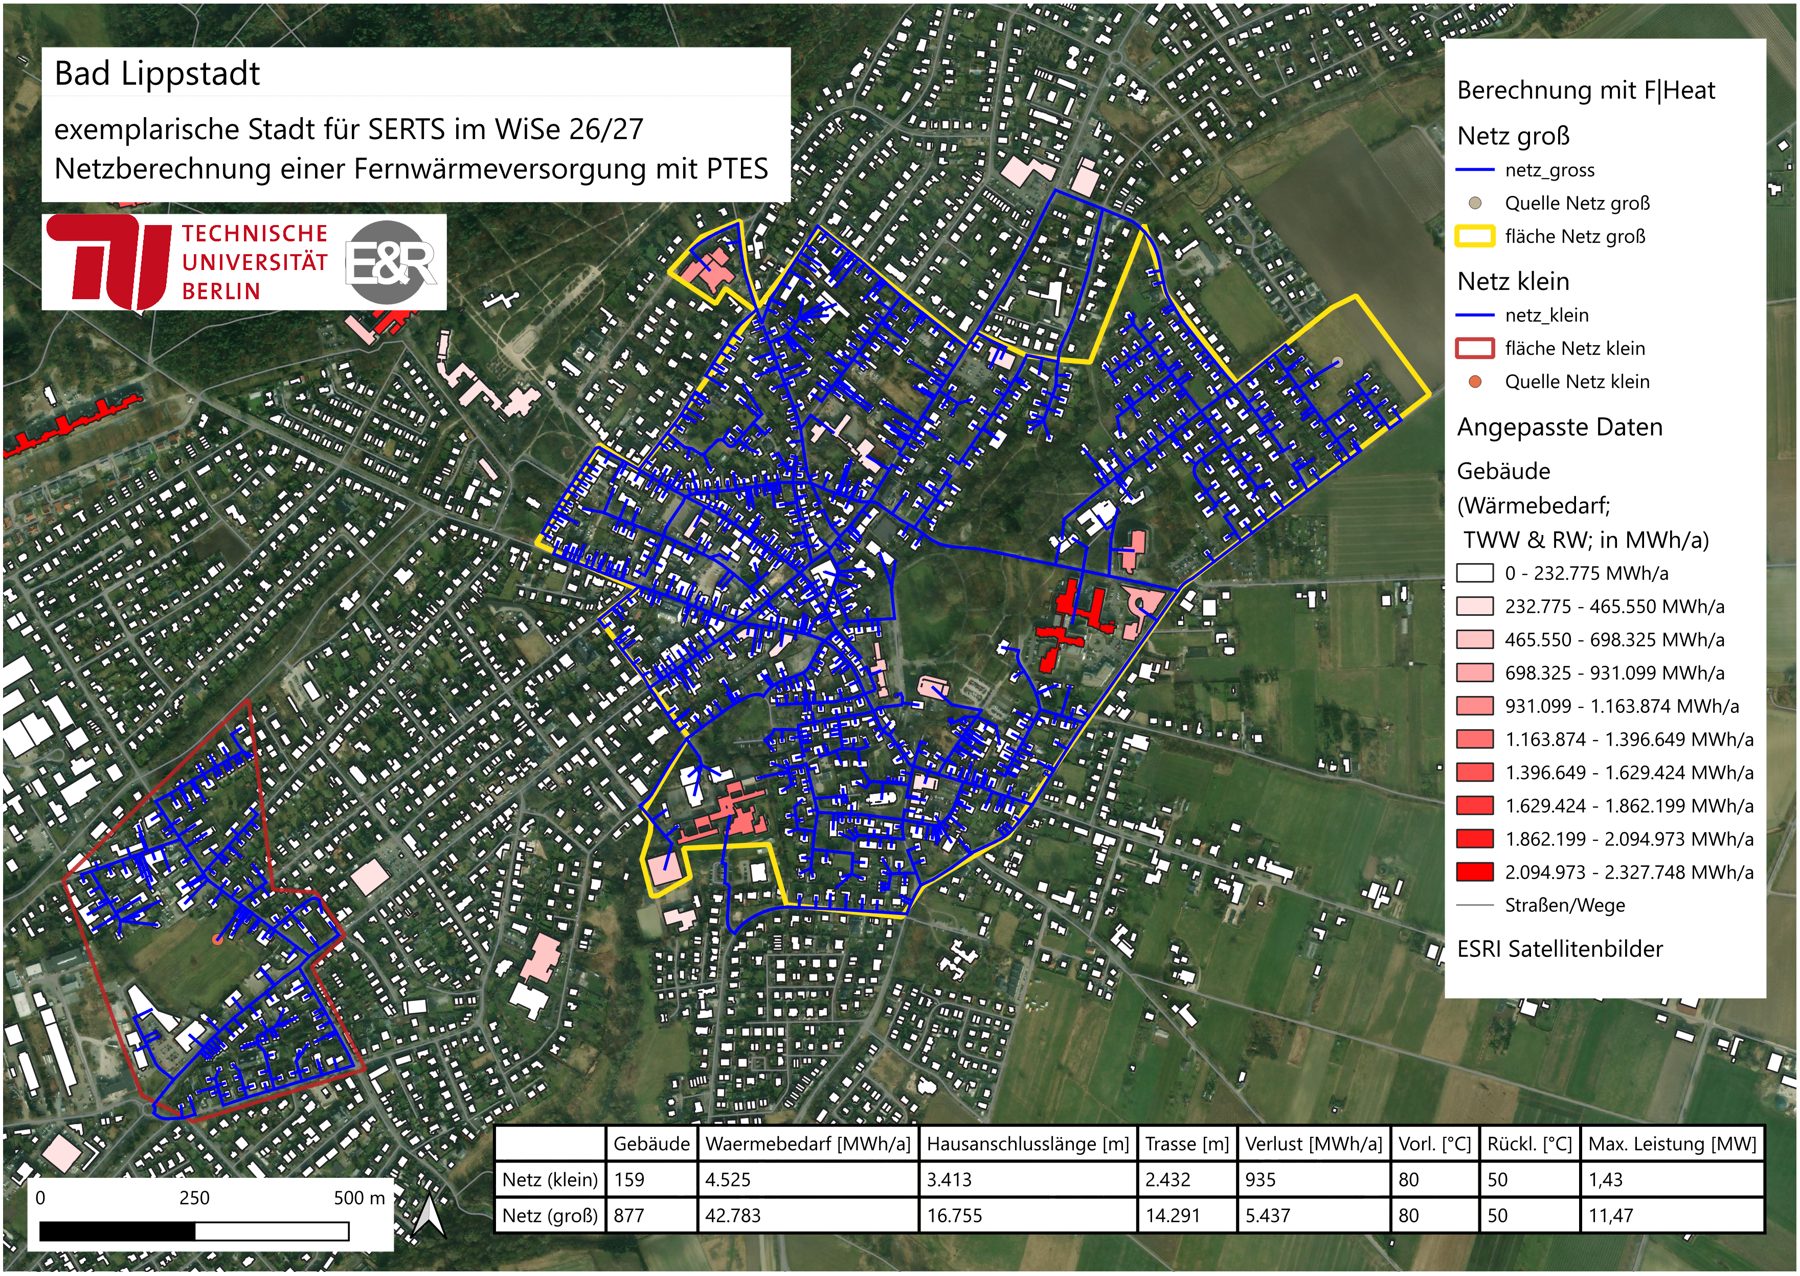 Bad Lippstadt
exemplarische Stadt für SERTS im WiSe 26/27
Netzberechnung einer Fernwärmeversorgung mit PTES
TECHNISCHE
UNIVERSITÄT
BERLIN
E&R
Berechnung mit F|Heat
Netz groß
netz_gross
Quelle Netz groß
fläche Netz groß
Netz klein
netz_klein
fläche Netz klein
Quelle Netz klein
Angepasste Daten
Gebäude
(Wärmebedarf;
TWW & RW; in MWh/a)
0 - 232.775 MWh/a
232.775 - 465.550 MWh/a
465.550 - 698.325 MWh/a
698.325 - 931.099 MWh/a
931.099 - 1.163.874 MWh/a
1.163.874 - 1.396.649 MWh/a
1.396.649 - 1.629.424 MWh/a
1.629.424 - 1.862.199 MWh/a
1.862.199 - 2.094.973 MWh/a
2.094.973 - 2.327.748 MWh/a
Straßen/Wege
ESRI Satellitenbilder
Gebäude Waermebedarf [MWh/a] Hausanschlusslänge [m] Trasse [m] Verlust [MWh/a] Vorl. [°C] Rückl. [°C] Max. Leistung [MW]
Netz (klein) 159 4.525 3.413 2.432 935 80 50 1,43
Netz (groß) 877 42.783 16.755 14.291 5.437 80 50 11,47
0 250 500 m